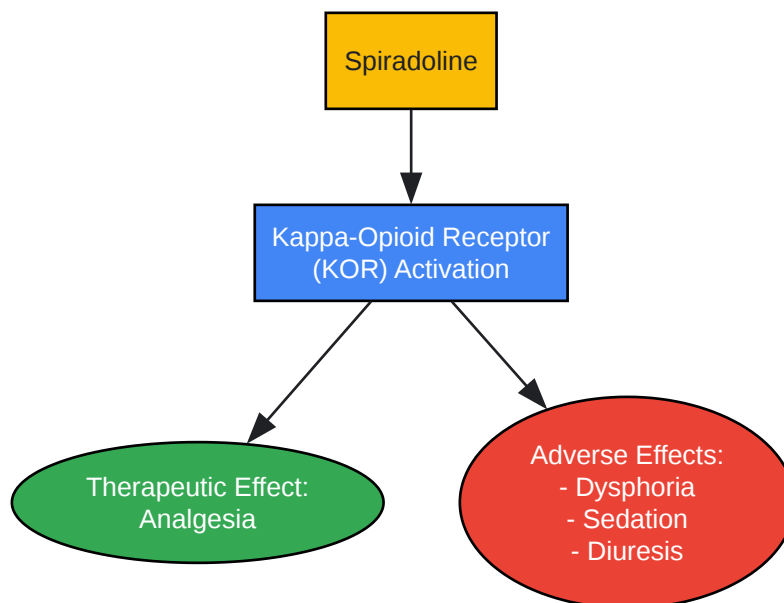 Spiradoline
Kappa-Opioid Receptor
(KOR) Activation
Therapeutic Effect:
Analgesia
Adverse Effects:
- Dysphoria
- Sedation
- Diuresis